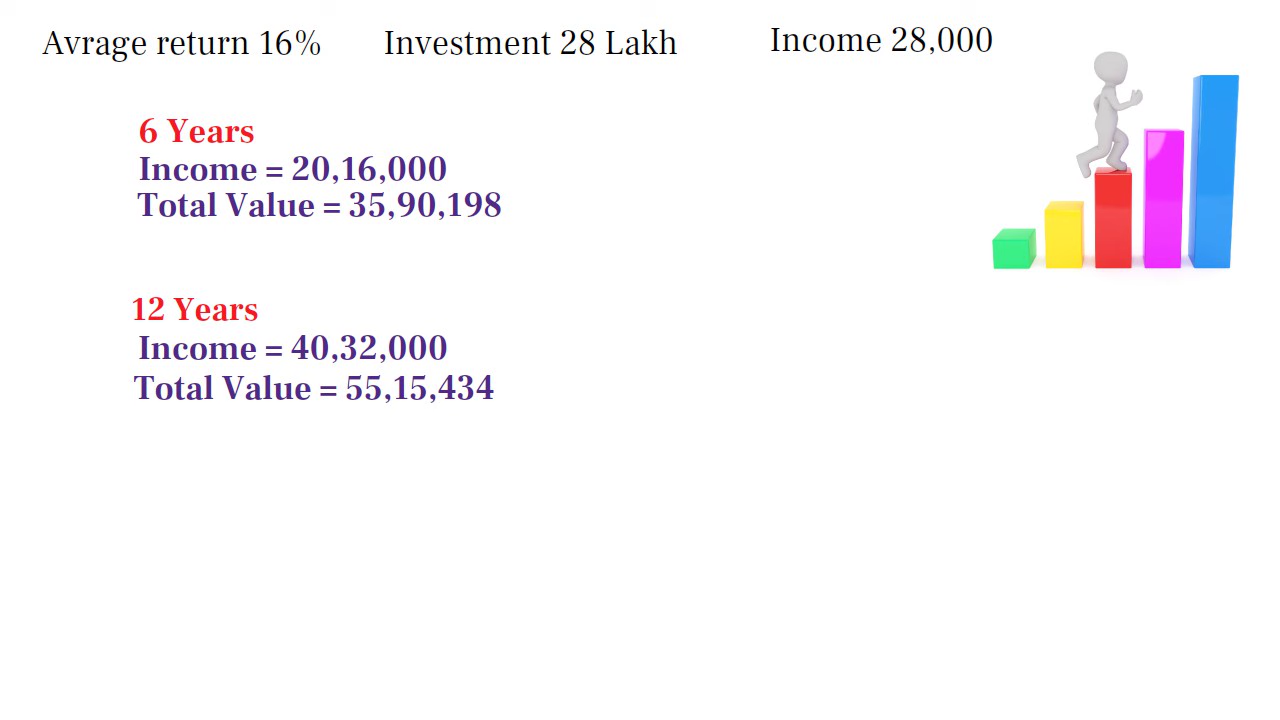 Avrage return 16%
Investment 28 Lakh
Income 28,000
6 Years
Income = 20,16,000
Total Value = 35,90,198
12 Years
Income = 40,32,000
Total Value = 55,15,434